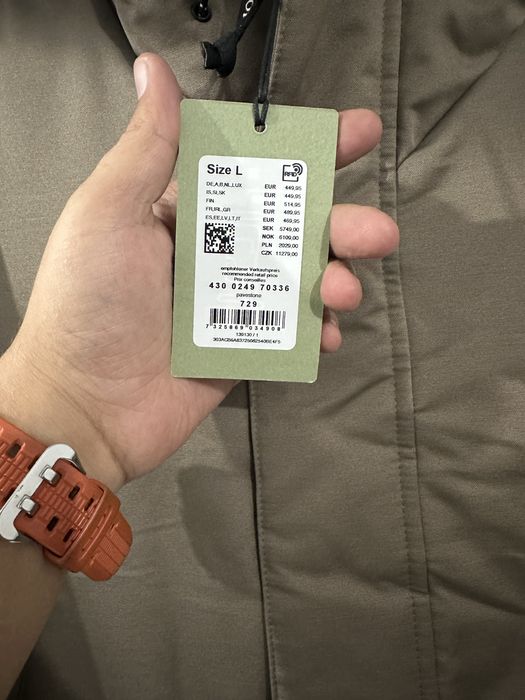 Size L
RFID
DE,A,B,NL,LUX EUR 449,95
IS,SI,SK EUR 449,95
FIN EUR 514,95
FR,IRL,GR EUR 489,95
ES,EE,LV,LT,IT EUR 469,95
SEK 5749,00
NOK 6109,00
PLN 2029,00
CZK 11279,00
empfohlener Verkaufspreis
recommended retail price
Prix conseillés
430 0249 70336
pavestone
729
7 325869 034908